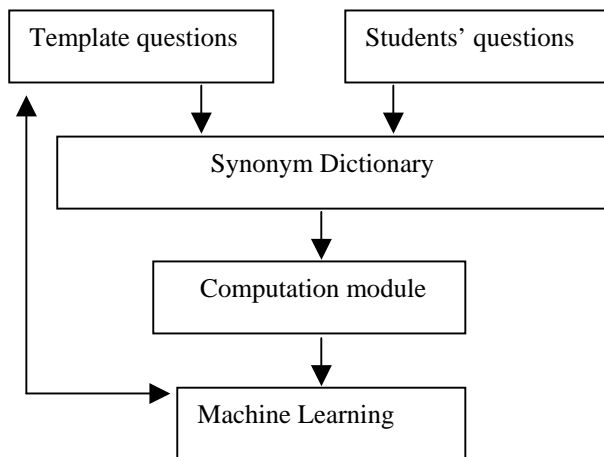 Template questions
Students’ questions
Synonym Dictionary
Computation module
Machine Learning